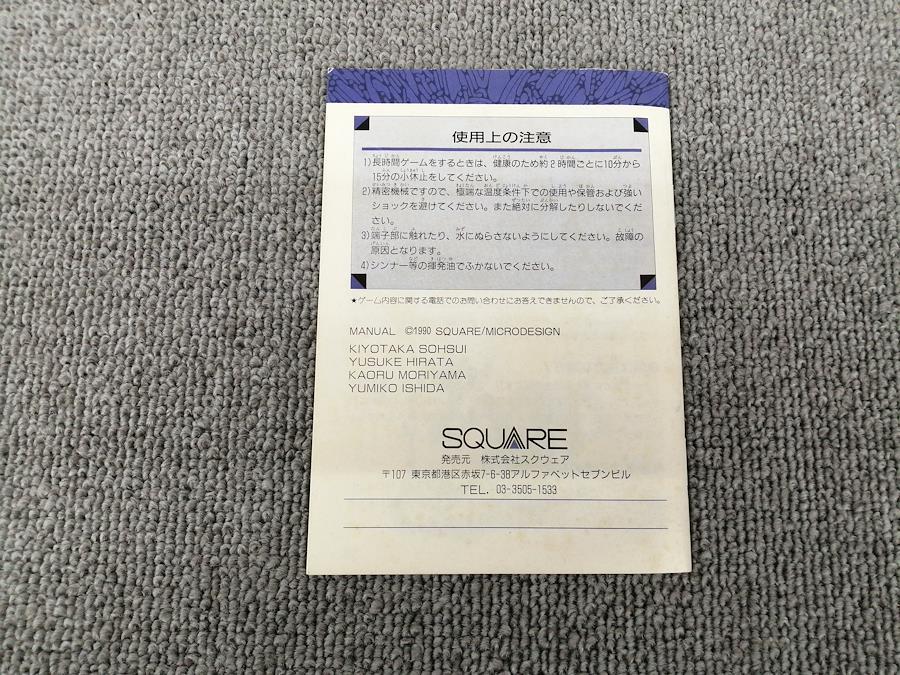 使用上の注意
1)長時間ゲームをするときは、健康のため約2時間ごとに10分から
15分の小休止をしてください。
2)精密機械ですので、極端な温度条件下での使用や保管および強い
ショックを避けてください。また絶対に分解したりしないでくだ
さい。
3)端子部に触れたり、水にぬらさないようにしてください。故障の
原因となります。
4)シンナー等の揮発油でふかないでください。
★ゲーム内容に関する電話でのお問い合わせにお答えできませんので、ご了承ください。
MANUAL ©1990 SQUARE/MICRODESIGN
KIYOTAKA SOHSUI
YUSUKE HIRATA
KAORU MORIYAMA
YUMIKO ISHIDA
SQUARE
発売元 株式会社スクウェア
〒107 東京都港区赤坂7-6-38アルファベットセブンビル
TEL. 03-3505-1533